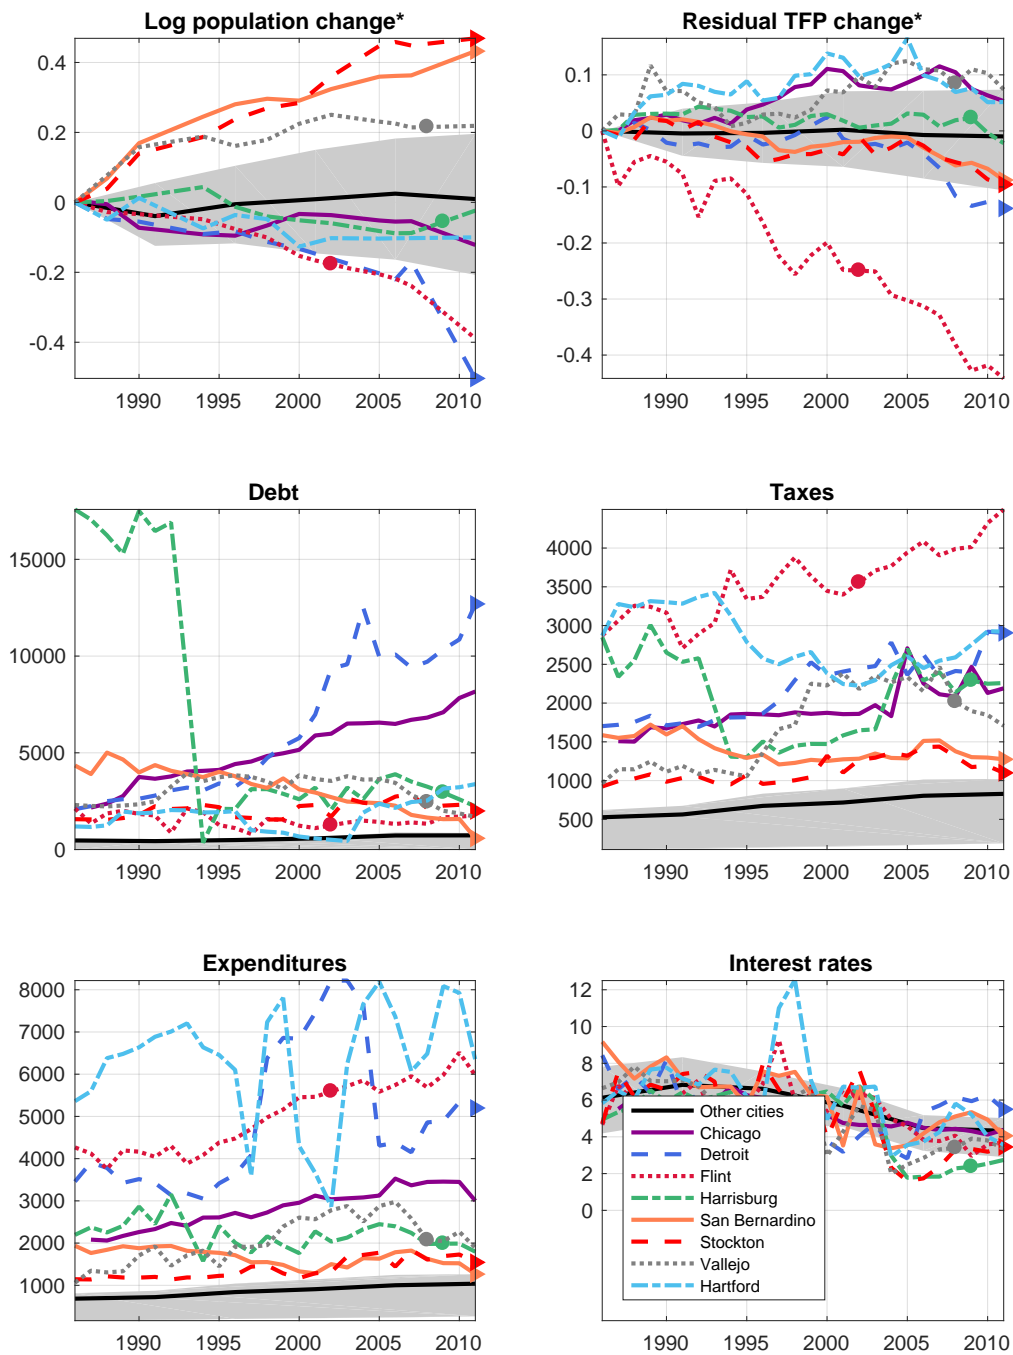 Log population change*
Residual TFP change*
0.4
0.2
0
-0.2
-0.4
1990 1995 2000 2005 2010
0.1
0
-0.1
-0.2
-0.3
-0.4
1990 1995 2000 2005 2010
Debt
Taxes
15000
10000
5000
0
1990 1995 2000 2005 2010
4000
3500
3000
2500
2000
1500
1000
500
1990 1995 2000 2005 2010
Expenditures
Interest rates
8000
7000
6000
5000
4000
3000
2000
1000
1990 1995 2000 2005 2010
12
10
8
6
4
2
0
1990 1995 2000 2005 2010
Other cities
Chicago
Detroit
Flint
Harrisburg
San Bernardino
Stockton
Vallejo
Hartford